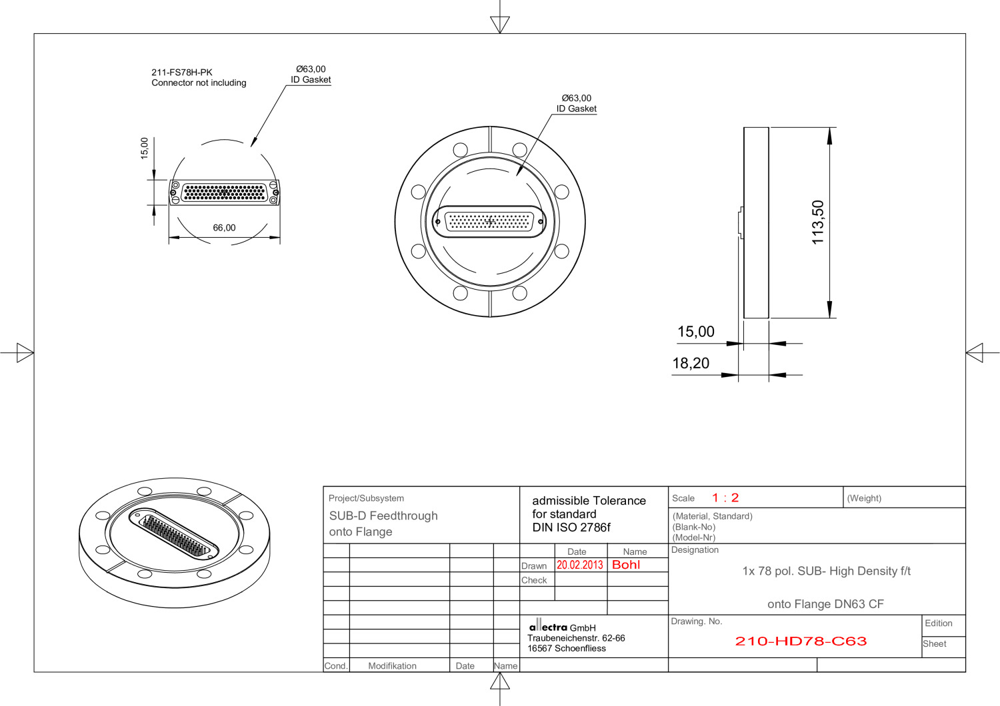 211-FS78H-PK
Connector not including
Ø63,00
ID Gasket
15,00
66,00
Ø63,00
ID Gasket
113,50
15,00
18,20
Project/Subsystem
SUB-D Feedthrough
onto Flange
admissible Tolerance
for standard
DIN ISO 2786f
Scale 1 : 2
(Weight)
(Material, Standard)
(Blank-No)
(Model-Nr)
Date Name
Drawn 20.02.2013 Bohl
Check
Designation
1x 78 pol. SUB- High Density f/t
onto Flange DN63 CF
allectra GmbH
Traubeneichenstr. 62-66
16567 Schoenfliess
Drawing. No.
210-HD78-C63
Edition
Sheet
Cond. Modifikation Date Name